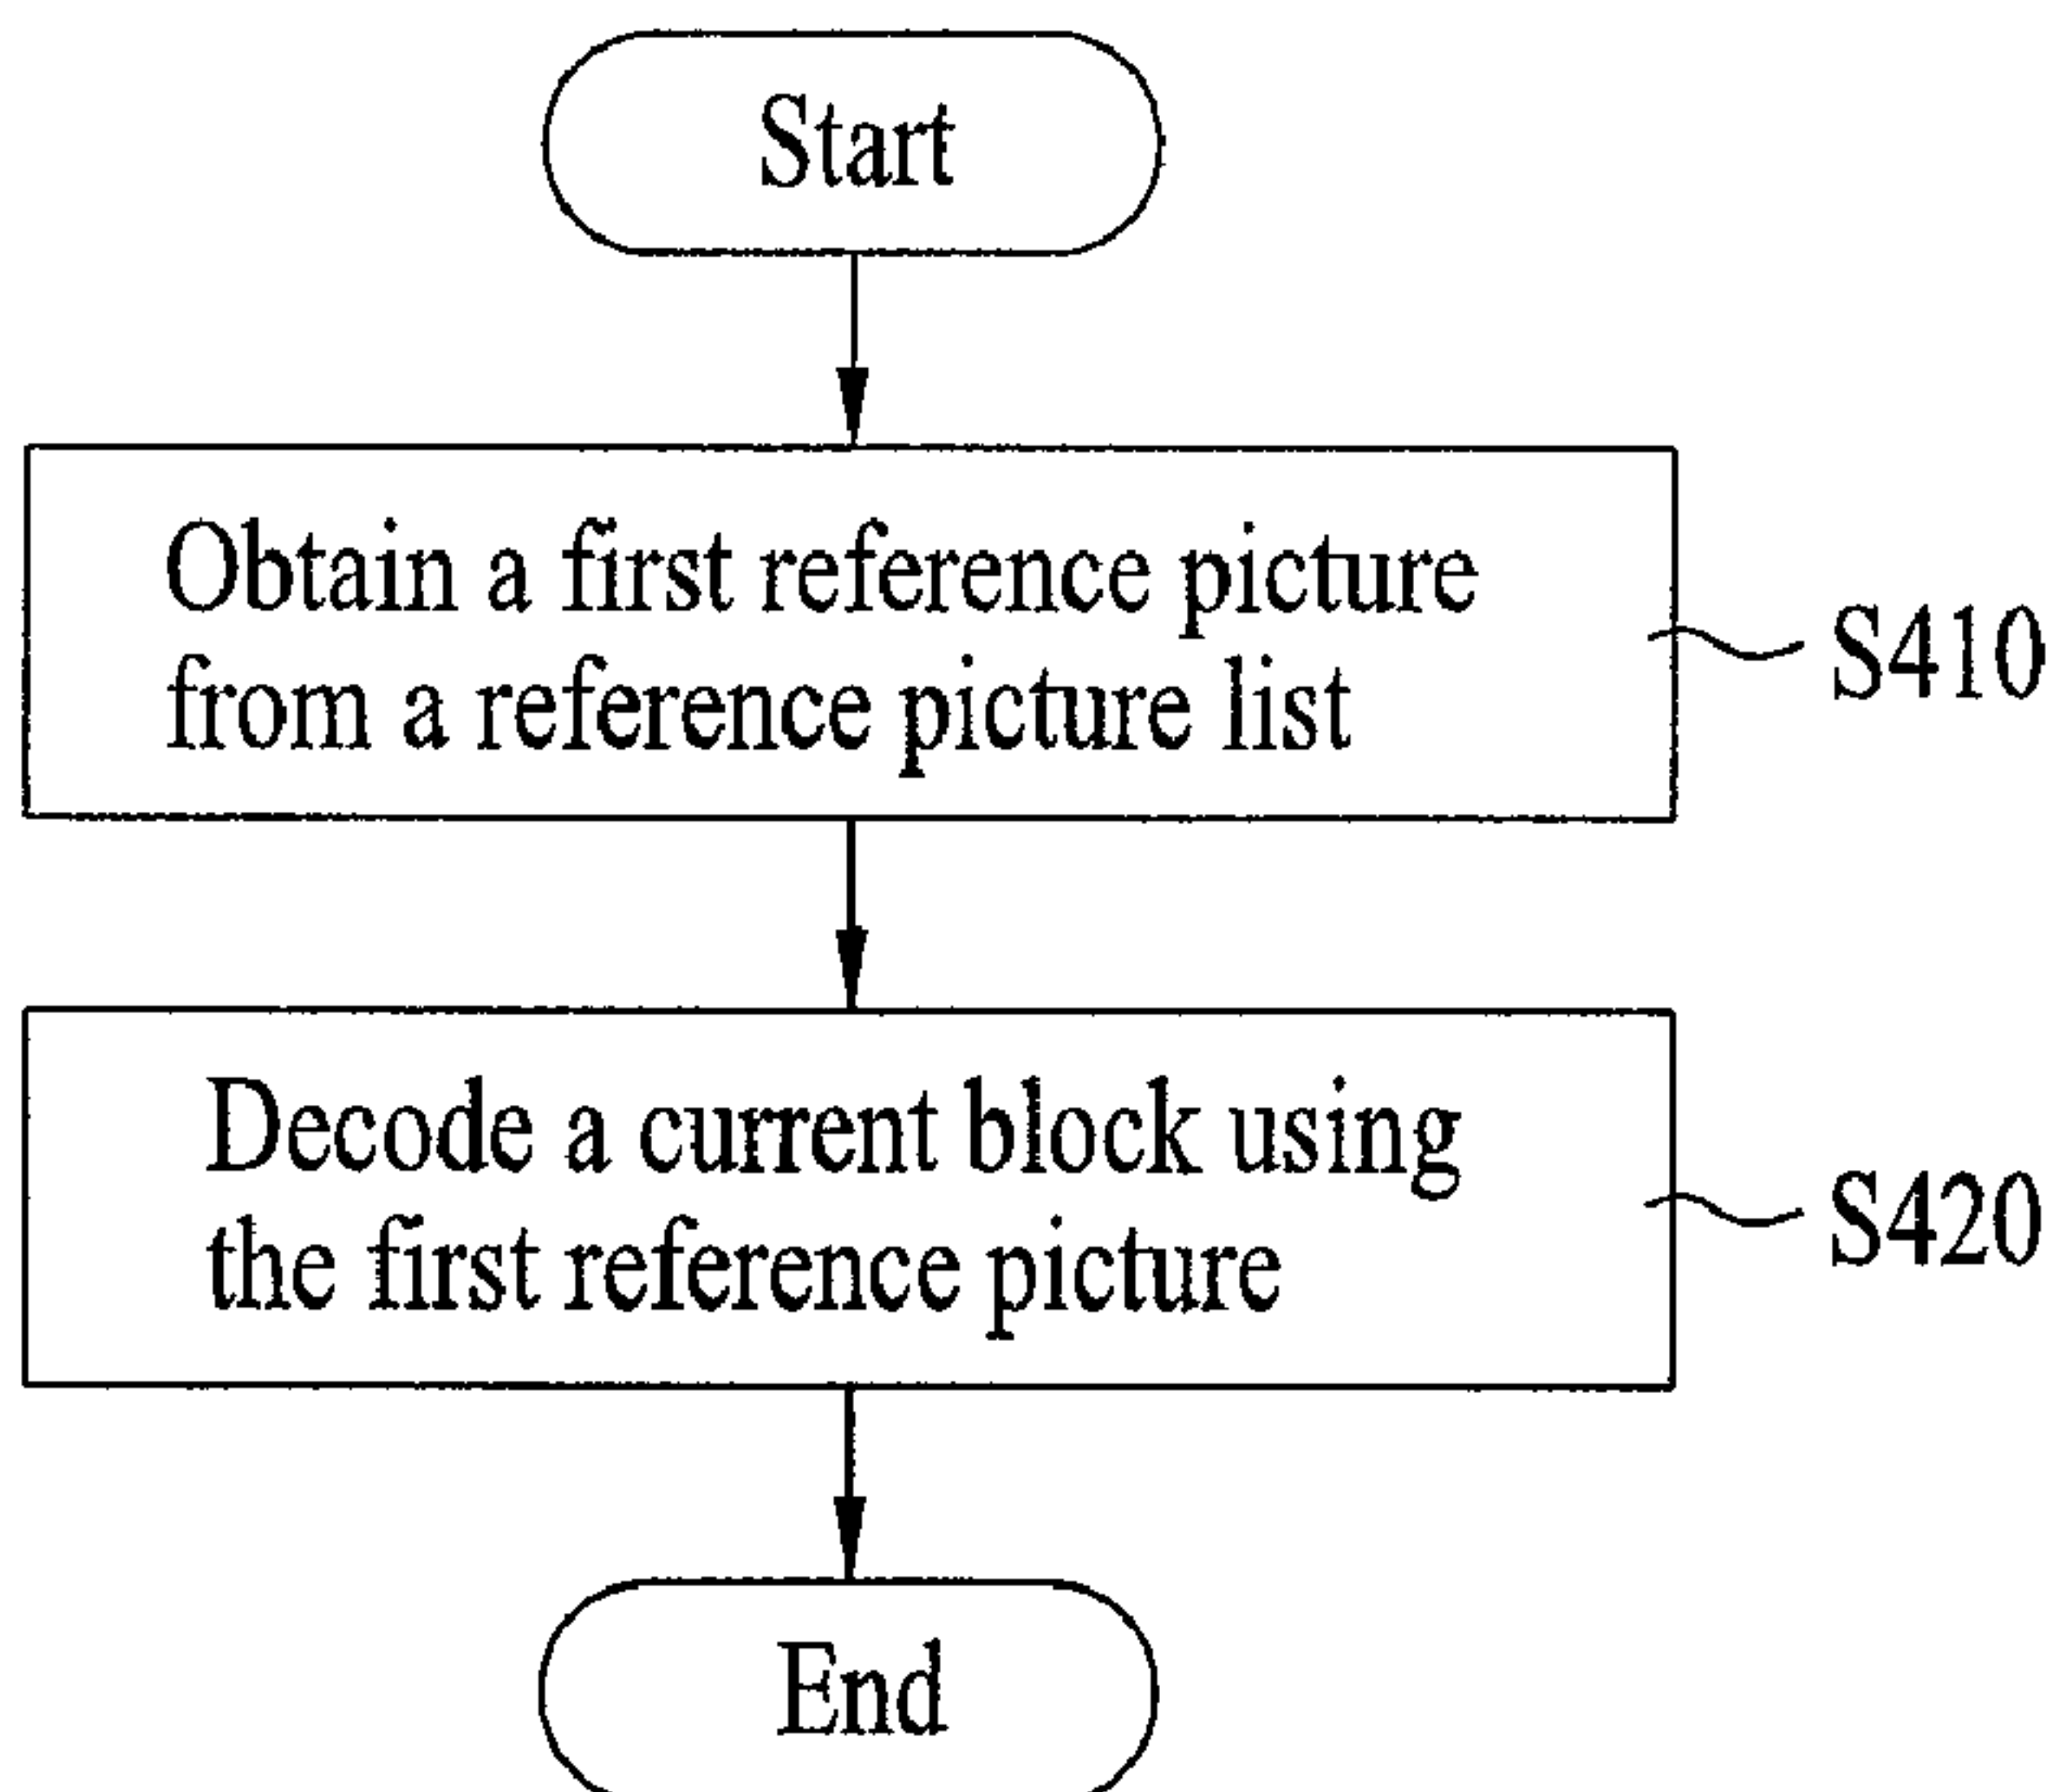 Start
Obtain a first reference picture
from a reference picture list
S410
Decode a current block using
the first reference picture
S420
End